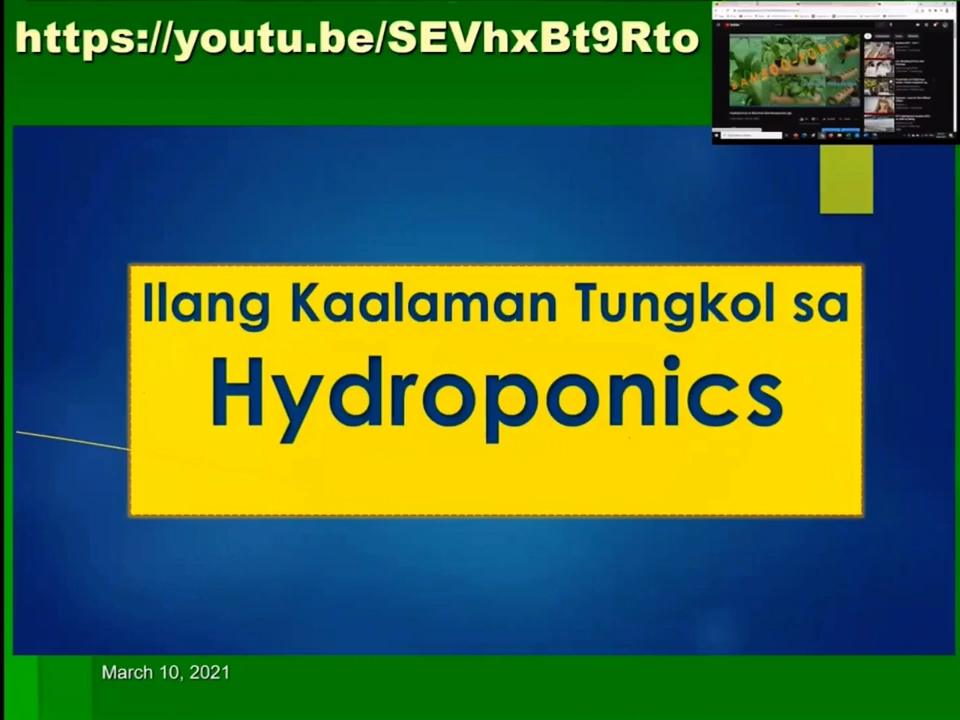 https://youtu.be/SEVhxBt9Rto
Ilang Kaalaman Tungkol sa
Hydroponics
March 10, 2021